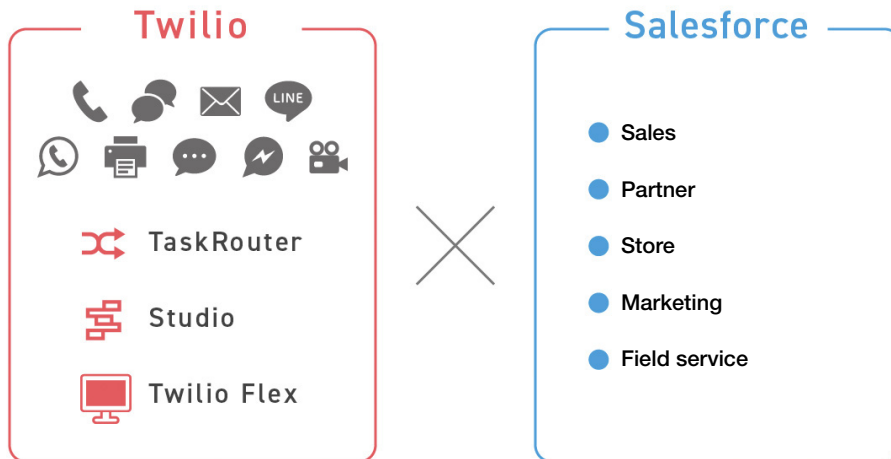 Twilio
Salesforce
LINE
TaskRouter
Studio
Twilio Flex
Sales
Partner
Store
Marketing
Field service